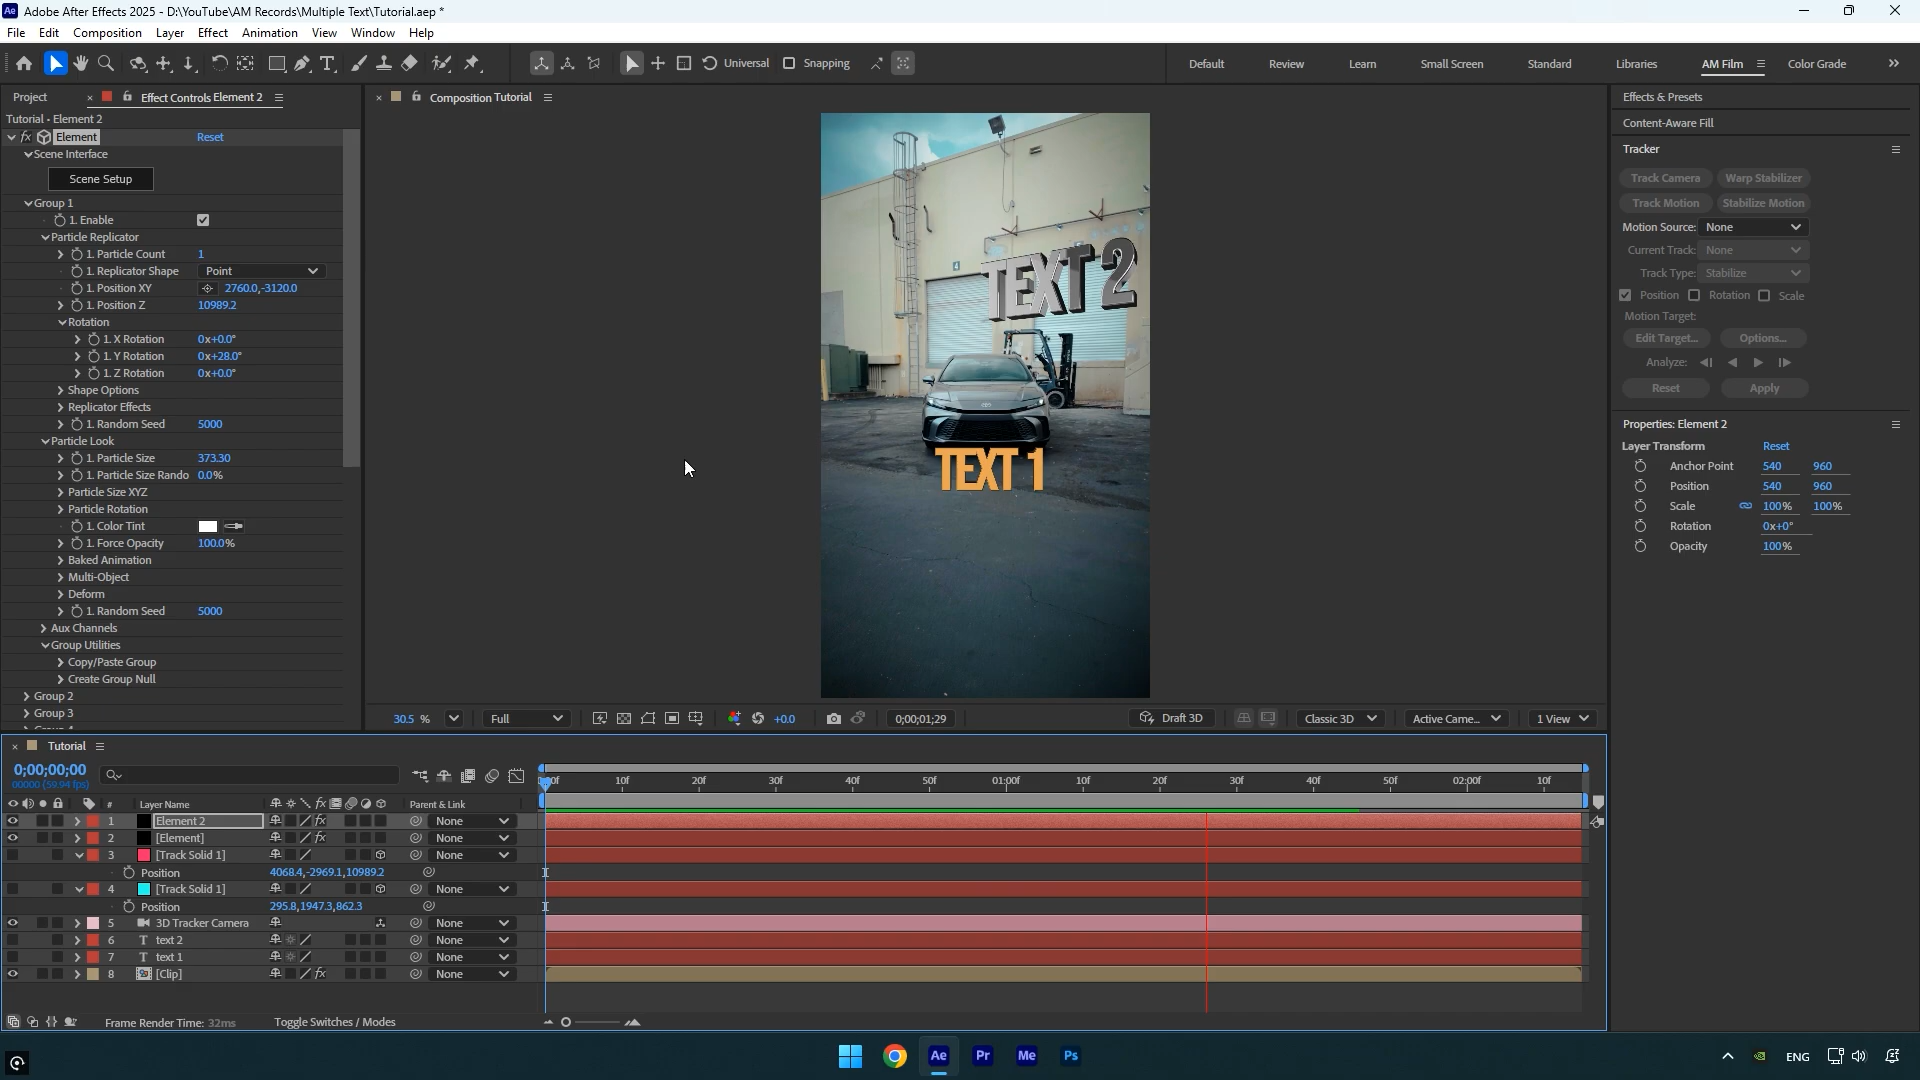 Adobe After Effects 2025 - D:\YouTube\AM Records\Multiple Text\Tutorial.aep *
File Edit Composition Layer Effect Animation View Window Help
Universal Snapping Default Review Learn Small Screen Standard Libraries AM Film Color Grade
Project Effect Controls Element 2
Tutorial - Element 2
Element Reset
Scene Interface
Scene Setup
Group 1
1. Enable
Particle Replicator
1. Particle Count 1
1. Replicator Shape Point
1. Position XY 2760.0,-3120.0
1. Position Z 10989.2
Rotation
1. X Rotation 0x+0.0°
1. Y Rotation 0x+28.0°
1. Z Rotation 0x+0.0°
Shape Options
Replicator Effects
1. Random Seed 5000
Particle Look
1. Particle Size 373.30
1. Particle Size Rando 0.0%
Particle Size XYZ
Particle Rotation
1. Color Tint
1. Force Opacity 100.0%
Baked Animation
Multi-Object
Deform
1. Random Seed 5000
Aux Channels
Group Utilities
Copy/Paste Group
Create Group Null
Group 2
Group 3
Composition Tutorial
4
TEXT 2
TEXT 1
30.5 % Full +0.0 0;00;01;29 Draft 3D Classic 3D Active Came... 1 View
Effects & Presets
Content-Aware Fill
Tracker
Track Camera Warp Stabilizer
Track Motion Stabilize Motion
Motion Source: None
Current Track: None
Track Type: Stabilize
Position Rotation Scale
Motion Target:
Edit Target... Options...
Analyze:
Reset Apply
Properties: Element 2
Layer Transform Reset
Anchor Point 540 960
Position 540 960
Scale 100% 100%
Rotation 0x+0°
Opacity 100%
Tutorial
0;00;00;00
00000 (59.94 fps)
:00f 10f 20f 30f 40f 50f 01:00f 10f 20f 30f 40f 50f 02:00f 10f
# Layer Name Parent & Link
1 Element 2 None
2 [Element] None
3 [Track Solid 1] None
Position 4068.4,-2969.1,10989.2
4 [Track Solid 1] None
Position 295.8,1947.3,862.3
5 3D Tracker Camera None
6 T text 2 None
7 T text 1 None
8 [Clip] None
Frame Render Time: 32ms Toggle Switches / Modes
Ae Pr Me Ps ENG